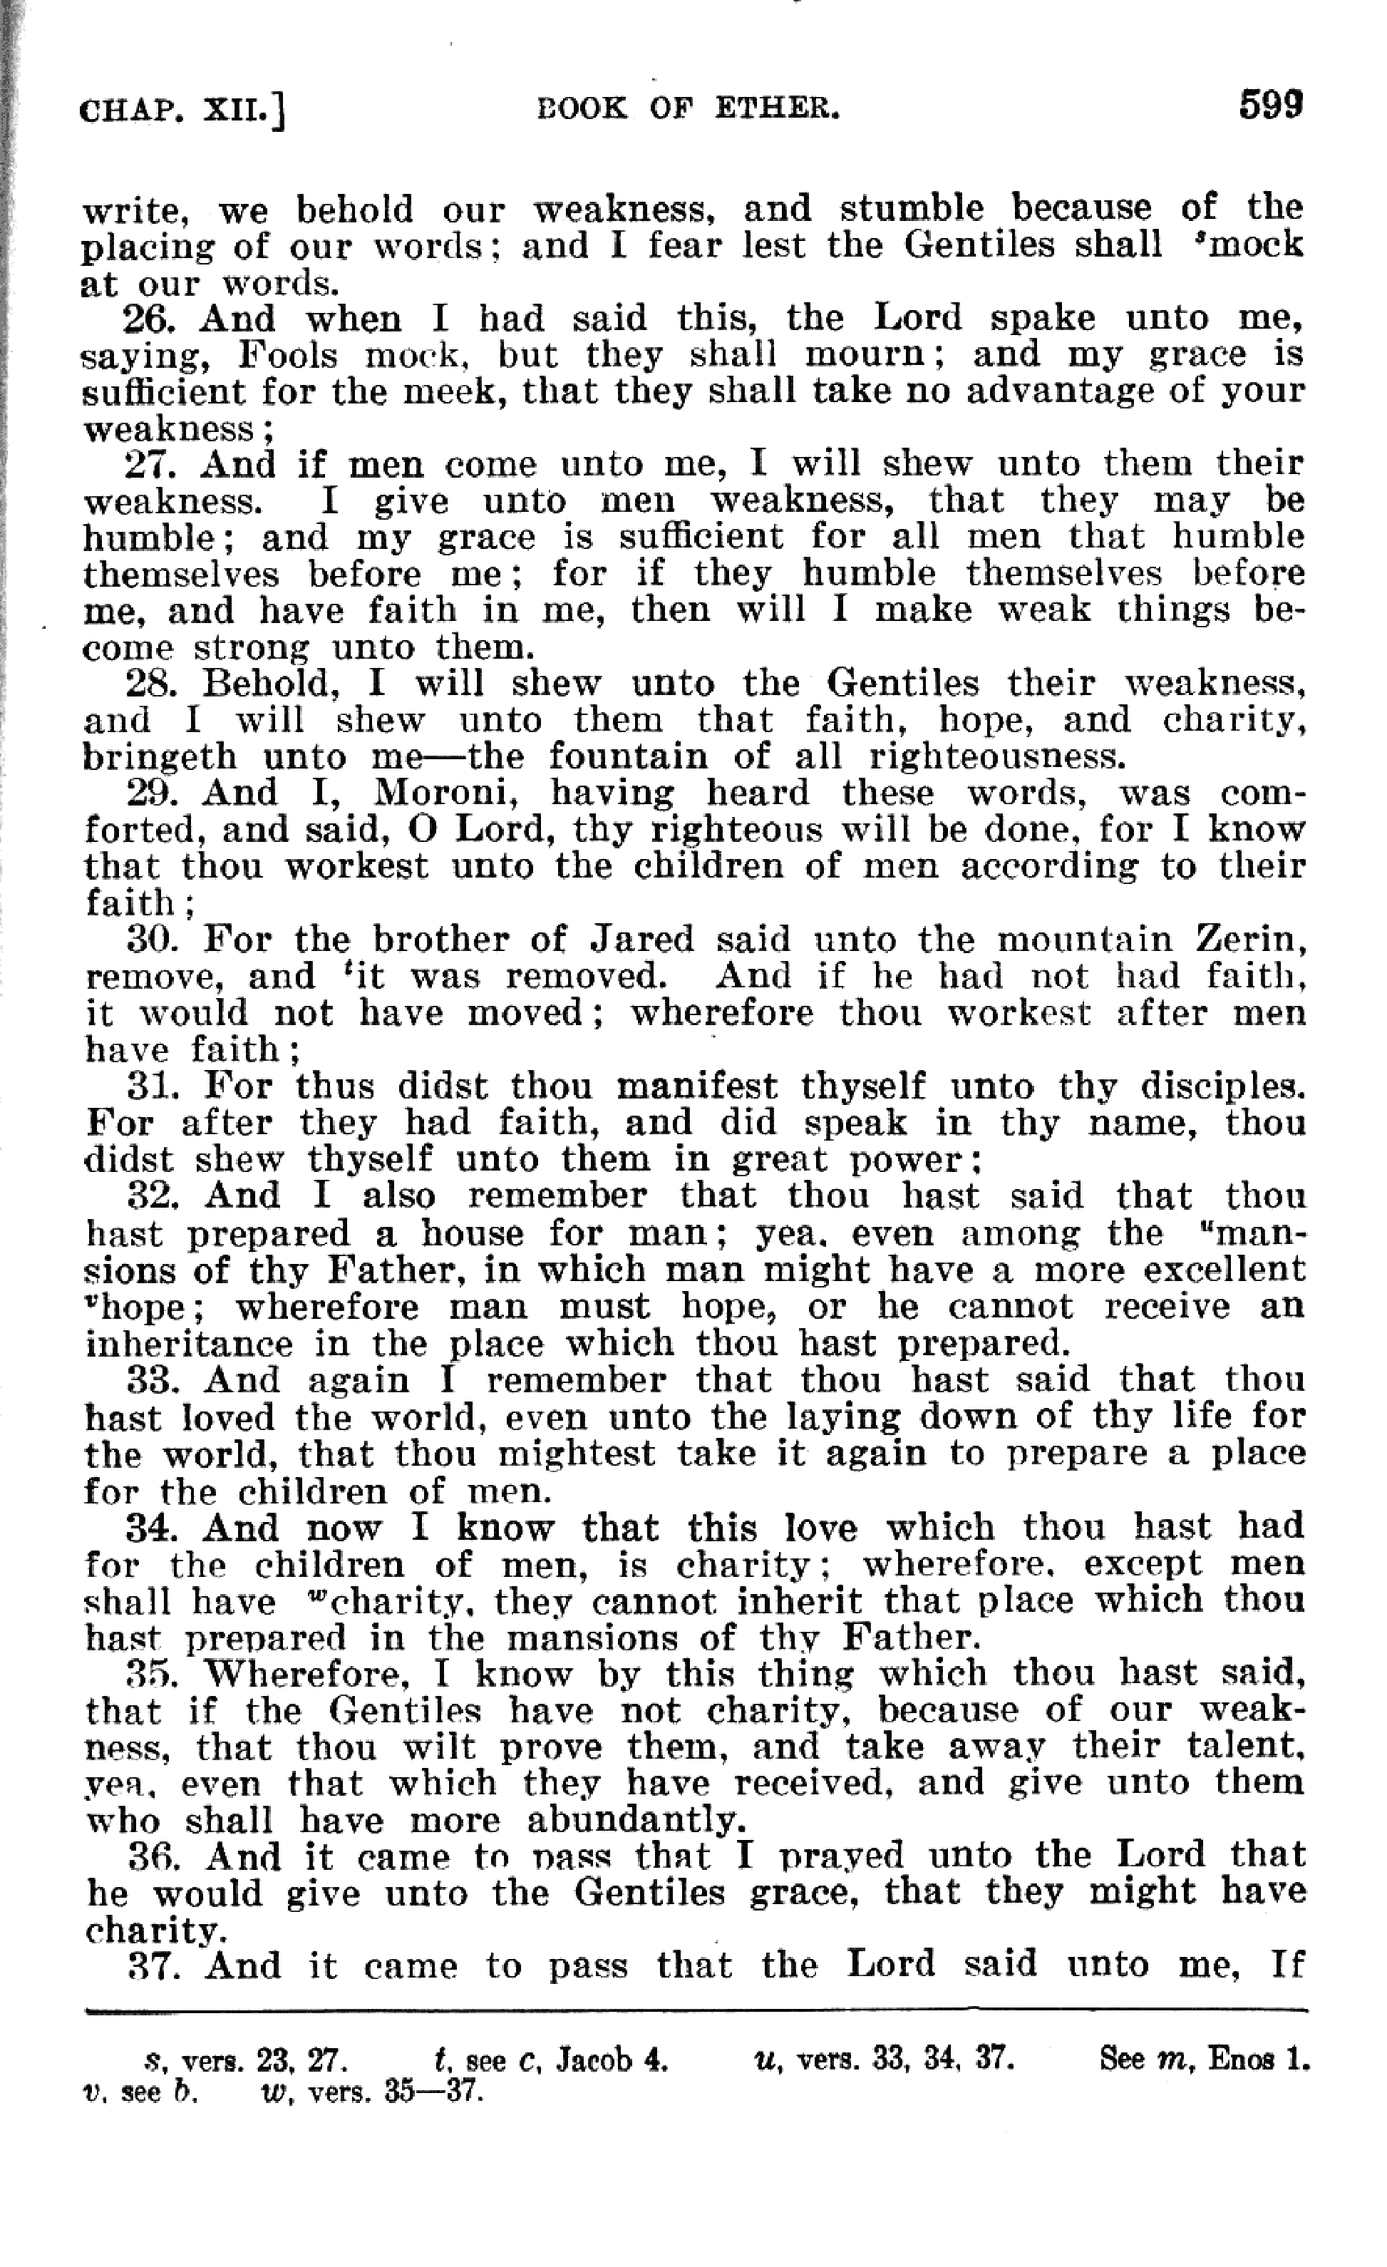 CHAP. XII.] BOOK OF ETHER. 599
write, we behold our weakness, and stumble because of the
placing of our words; and I fear lest the Gentiles shall ˢmock
at our words.
26. And when I had said this, the Lord spake unto me,
saying, Fools mock, but they shall mourn; and my grace is
sufficient for the meek, that they shall take no advantage of your
weakness;
27. And if men come unto me, I will shew unto them their
weakness. I give unto men weakness, that they may be
humble; and my grace is sufficient for all men that humble
themselves before me; for if they humble themselves before
me, and have faith in me, then will I make weak things be-
come strong unto them.
28. Behold, I will shew unto the Gentiles their weakness,
and I will shew unto them that faith, hope, and charity,
bringeth unto me—the fountain of all righteousness.
29. And I, Moroni, having heard these words, was com-
forted, and said, O Lord, thy righteous will be done, for I know
that thou workest unto the children of men according to their
faith;
30. For the brother of Jared said unto the mountain Zerin,
remove, and ᵗit was removed. And if he had not had faith,
it would not have moved; wherefore thou workest after men
have faith;
31. For thus didst thou manifest thyself unto thy disciples.
For after they had faith, and did speak in thy name, thou
didst shew thyself unto them in great power;
32. And I also remember that thou hast said that thou
hast prepared a house for man; yea, even among the ᵘman-
sions of thy Father, in which man might have a more excellent
ᵛhope; wherefore man must hope, or he cannot receive an
inheritance in the place which thou hast prepared.
33. And again I remember that thou hast said that thou
hast loved the world, even unto the laying down of thy life for
the world, that thou mightest take it again to prepare a place
for the children of men.
34. And now I know that this love which thou hast had
for the children of men, is charity; wherefore, except men
shall have ʷcharity, they cannot inherit that place which thou
hast prepared in the mansions of thy Father.
35. Wherefore, I know by this thing which thou hast said,
that if the Gentiles have not charity, because of our weak-
ness, that thou wilt prove them, and take away their talent,
yea, even that which they have received, and give unto them
who shall have more abundantly.
36. And it came to pass that I prayed unto the Lord that
he would give unto the Gentiles grace, that they might have
charity.
37. And it came to pass that the Lord said unto me, If
s, vers. 23, 27. t, see c, Jacob 4. u, vers. 33, 34, 37. See m, Enos 1.
v, see b. w, vers. 35—37.